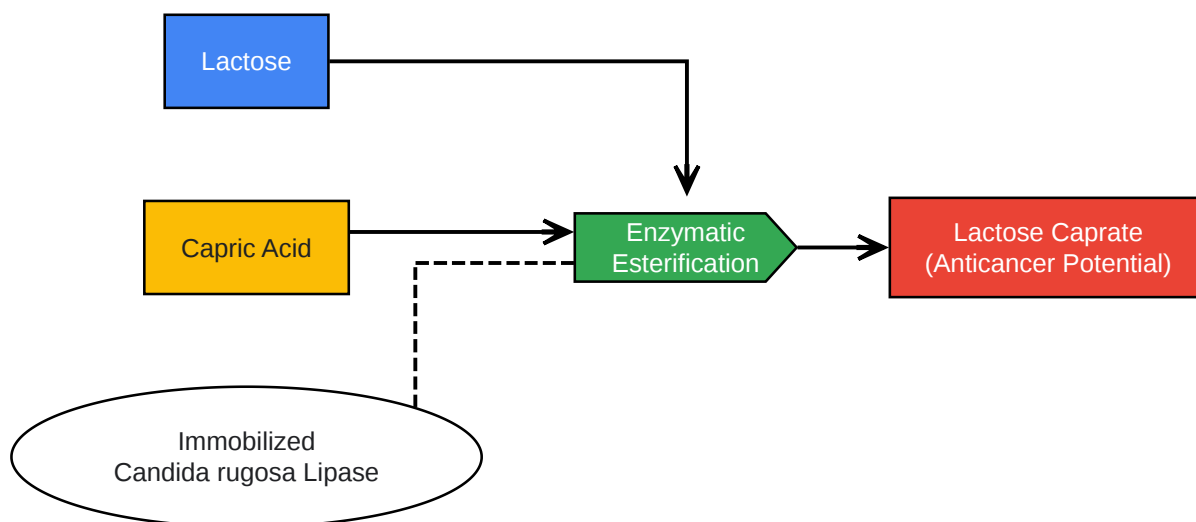 Lactose
Capric Acid
Enzymatic
Esterification
Lactose Caprate
(Anticancer Potential)
Immobilized
Candida rugosa Lipase